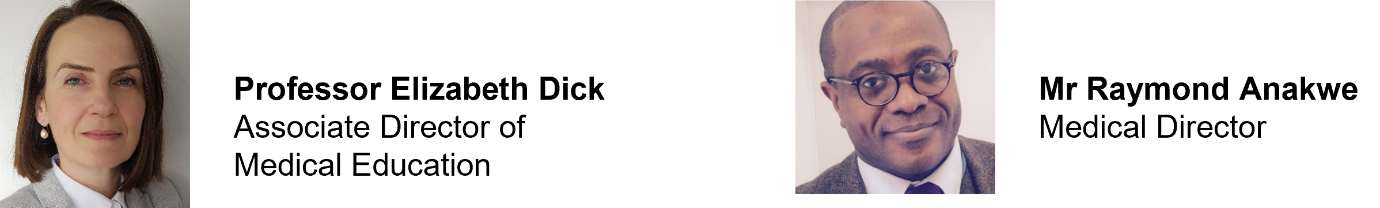 Professor Elizabeth Dick
Associate Director of
Medical Education
Mr Raymond Anakwe
Medical Director